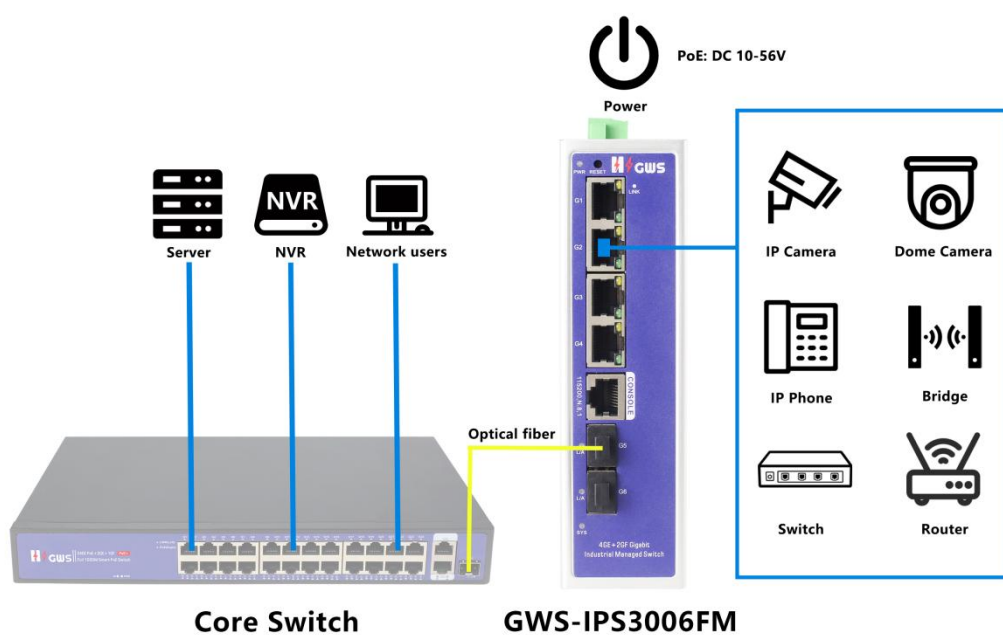 PoE: DC 10-56V
Power
GWS
PWR
RESET
LINK
G1
G2
G3
G4
115200,N,8,1
CONSOLE
L/A
G5
L/A
G6
SYS
4GE+2GF Gigabit
Industrial Managed Switch
NVR
Server
NVR
Network users
Optical fiber
GWS
IP Camera
Dome Camera
IP Phone
Bridge
Switch
Router
Core Switch
GWS-IPS3006FM